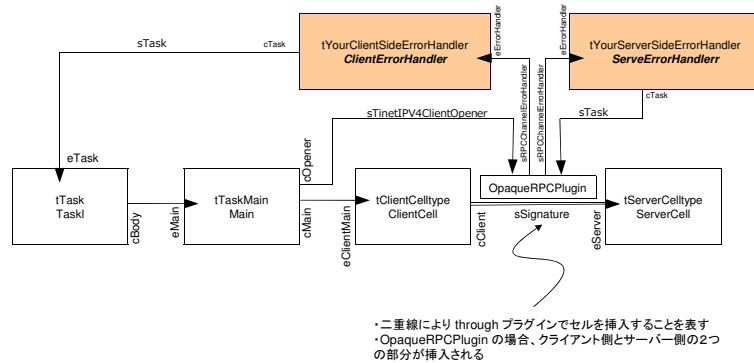 sTask
cTask
tYourClientSideErrorHandler
ClientErrorHandler
eErrorHandler
sRPCChannelErrorHandler
eErrorHandler
sRPCChannelErrorHandler
tYourServerSideErrorHandler
ServeErrorHandlerr
cTask
sTask
sTinetIPV4ClientOpener
eTask
cOpener
OpaqueRPCPlugin
tTask
TaskI
cBody
eMain
tTaskMain
Main
cMain
eClientMain
tClientCelltype
ClientCell
cClient
sSignature
eServer
tServerCelltype
ServerCell
・二重線により through プラグインでセルを挿入することを表す
・OpaqueRPCPlugin の場合、クライアント側とサーバー側の２つ
の部分が挿入される